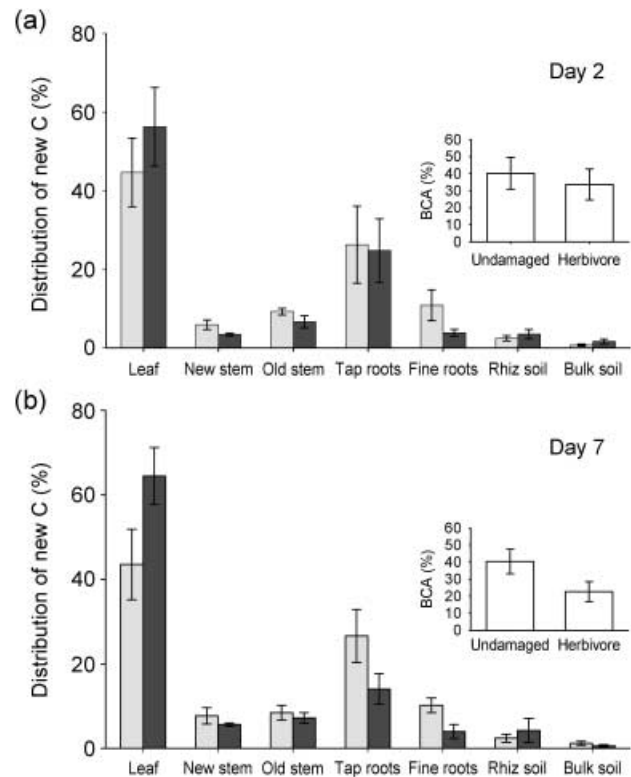 (a)
80
60
40
20
0
Distribution of new C (%)
Day 2
60
50
40
30
20
10
0
BCA (%)
Undamaged Herbivore
Leaf New stem Old stem Tap roots Fine roots Rhiz soil Bulk soil
(b)
80
60
40
20
0
Distribution of new C (%)
Day 7
60
50
40
30
20
10
0
BCA (%)
Undamaged Herbivore
Leaf New stem Old stem Tap roots Fine roots Rhiz soil Bulk soil